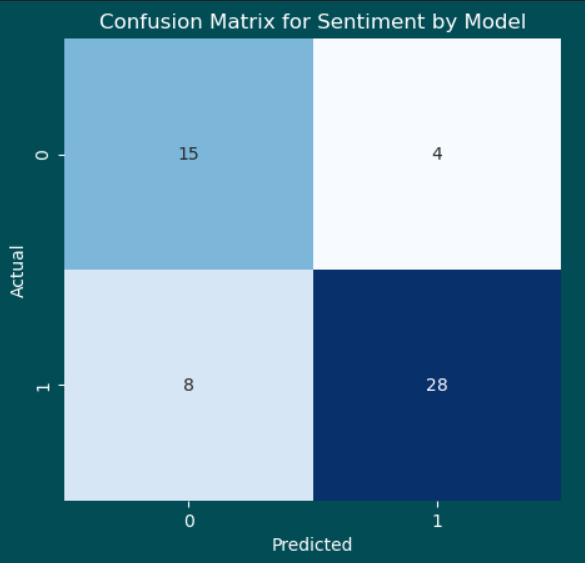 Confusion Matrix for Sentiment by Model
0
15
4
Actual
1
8
28
0
1
Predicted